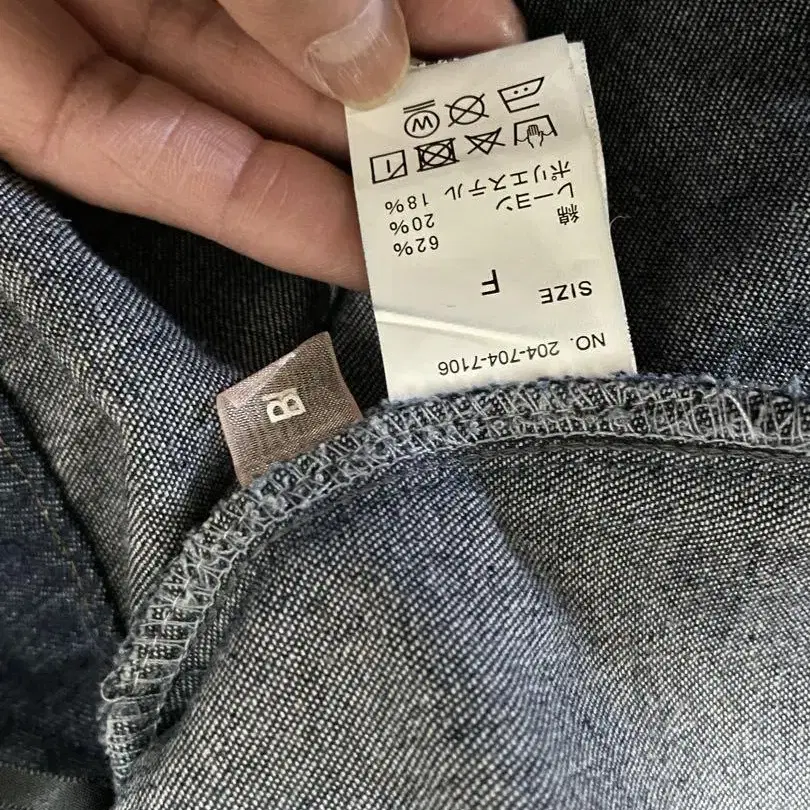 NO. 204-704-7106
SIZE F
綿 62%
レーヨン 20%
ポリエステル 18%
W